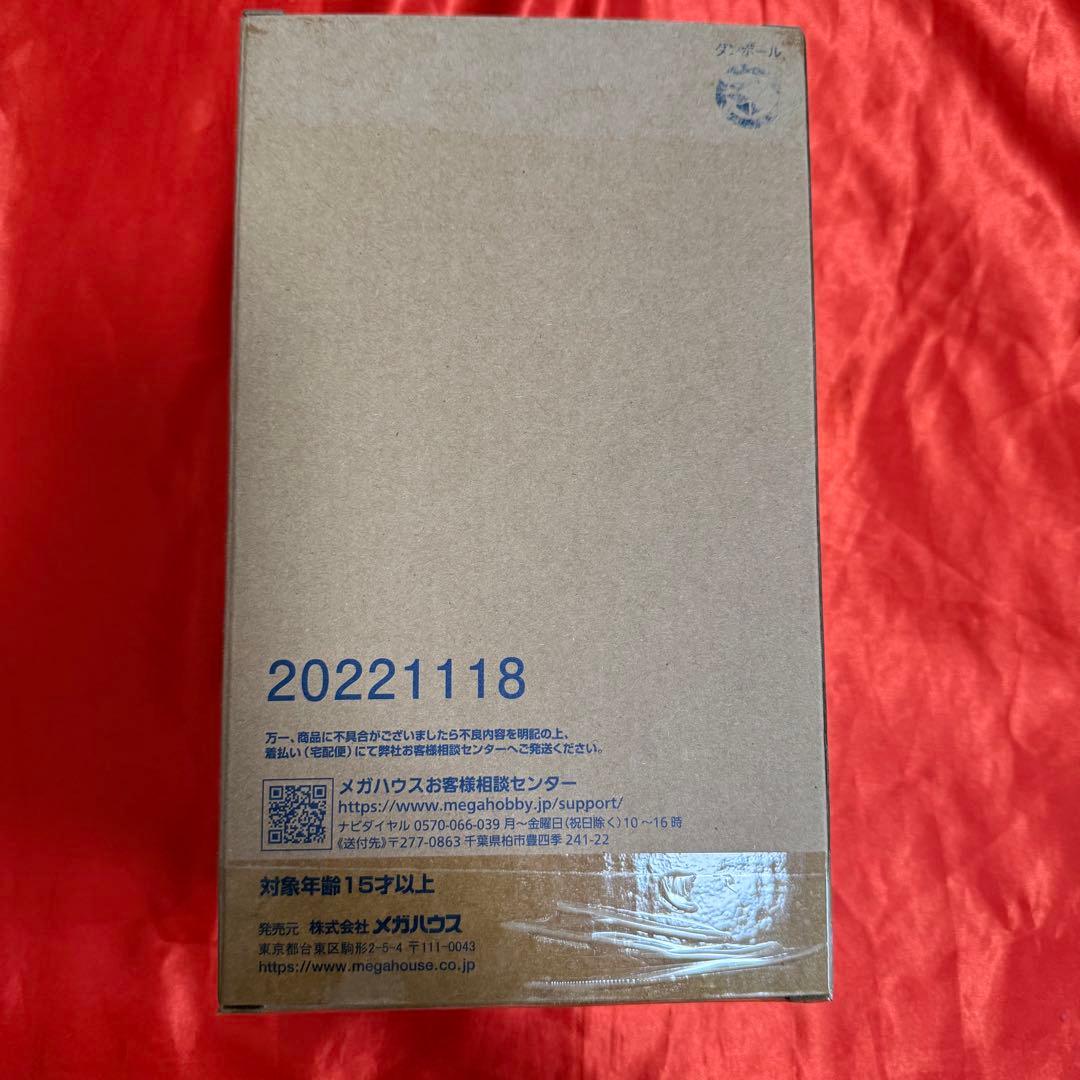 ダンボール
20221118
万一、商品に不具合がございましたら不良内容を明記の上、
着払い（宅配便）にて弊社お客様相談センターへご発送ください。
メガハウスお客様相談センター
https://www.megahobby.jp/support/
ナビダイヤル 0570-066-039 月～金曜日（祝日除く）10～16時
《送付先》〒277-0863 千葉県柏市豊四季 241-22
対象年齢15才以上
発売元 株式会社 メガハウス
東京都台東区駒形2-5-4 〒111-0043
https://www.megahouse.co.jp